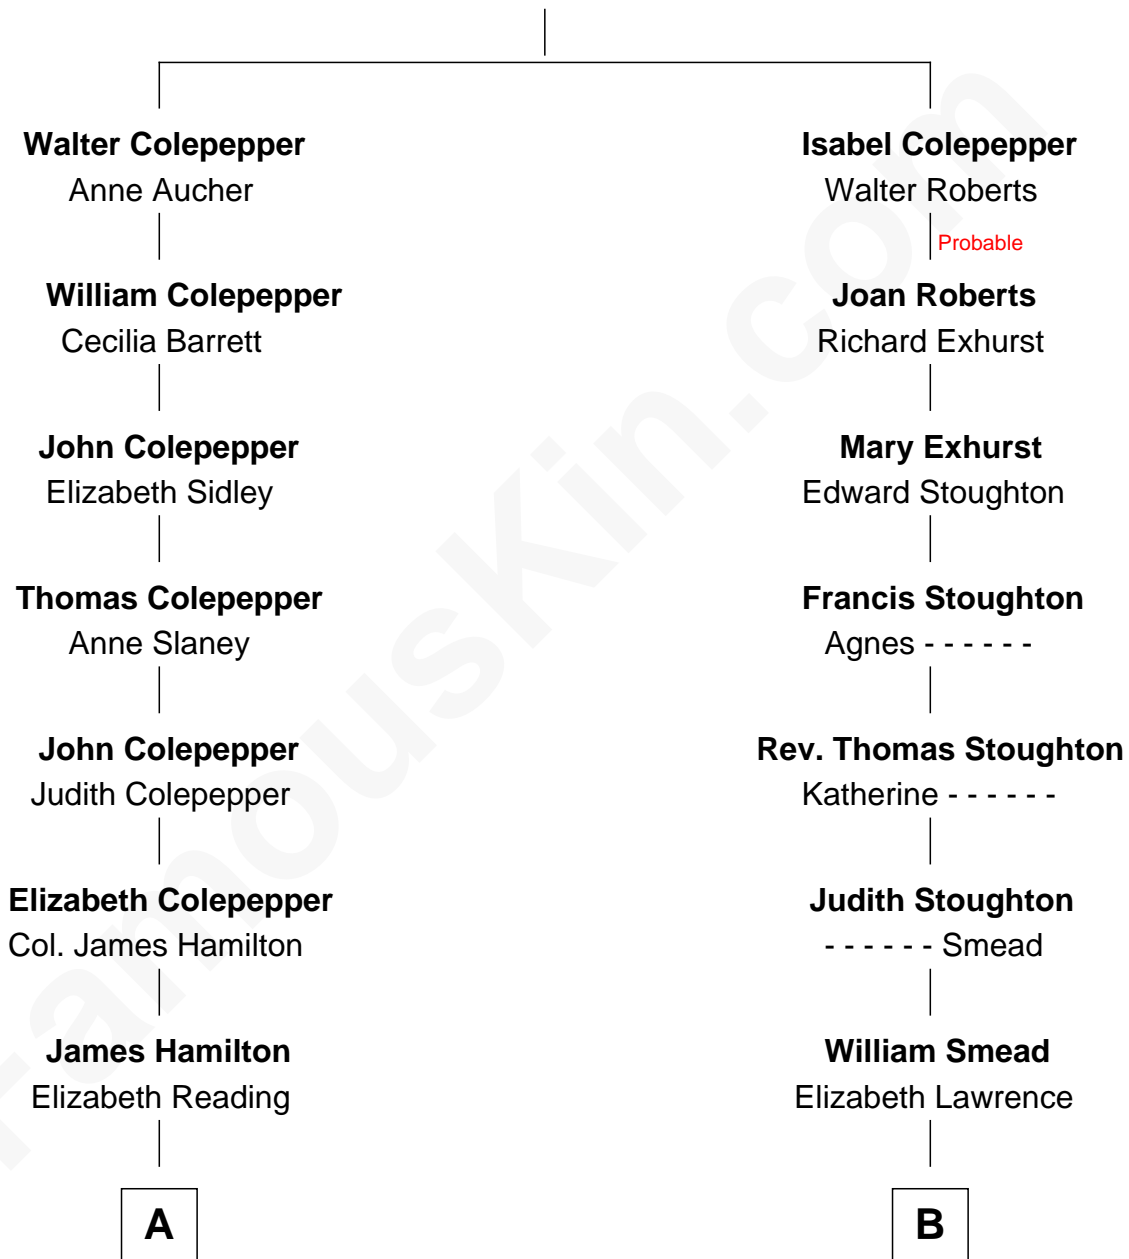 Walter Colepepper
Anne Aucher
William Colepepper
Cecilia Barrett
John Colepepper
Elizabeth Sidley
Thomas Colepepper
Anne Slaney
John Colepepper
Judith Colepepper
Elizabeth Colepepper
Col. James Hamilton
James Hamilton
Elizabeth Reading
A
Isabel Colepepper
Walter Roberts
Probable
Joan Roberts
Richard Exhurst
Mary Exhurst
Edward Stoughton
Francis Stoughton
Agnes - - - - - -
Rev. Thomas Stoughton
Katherine - - - - - -
Judith Stoughton
- - - - - - Smead
William Smead
Elizabeth Lawrence
B
FamousKin.com